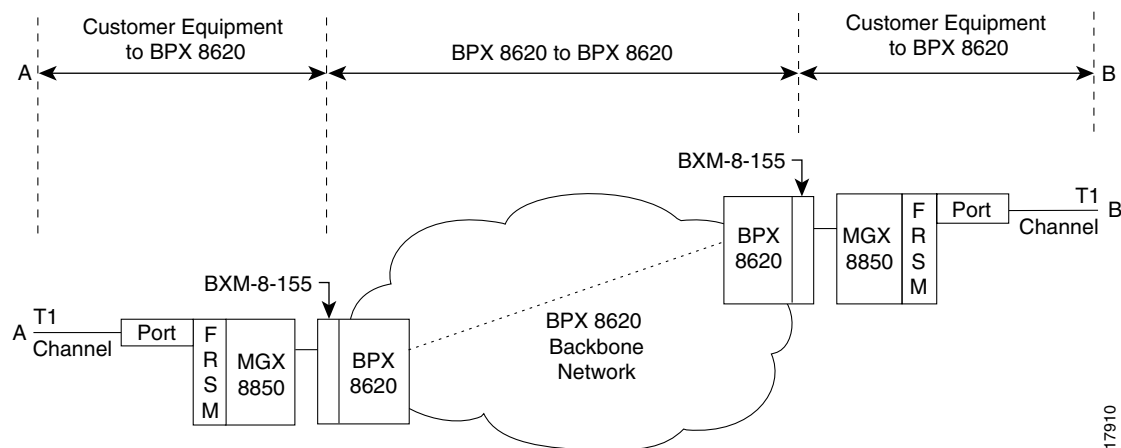 Customer Equipment
to BPX 8620
BPX 8620 to BPX 8620
Customer Equipment
to BPX 8620
A
B
BXM-8-155
BPX
8620
MGX
8850
F
R
S
M
Port
T1
Channel
B
BXM-8-155
A
T1
Channel
Port
F
R
S
M
MGX
8850
BPX
8620
BPX 8620
Backbone
Network
17910